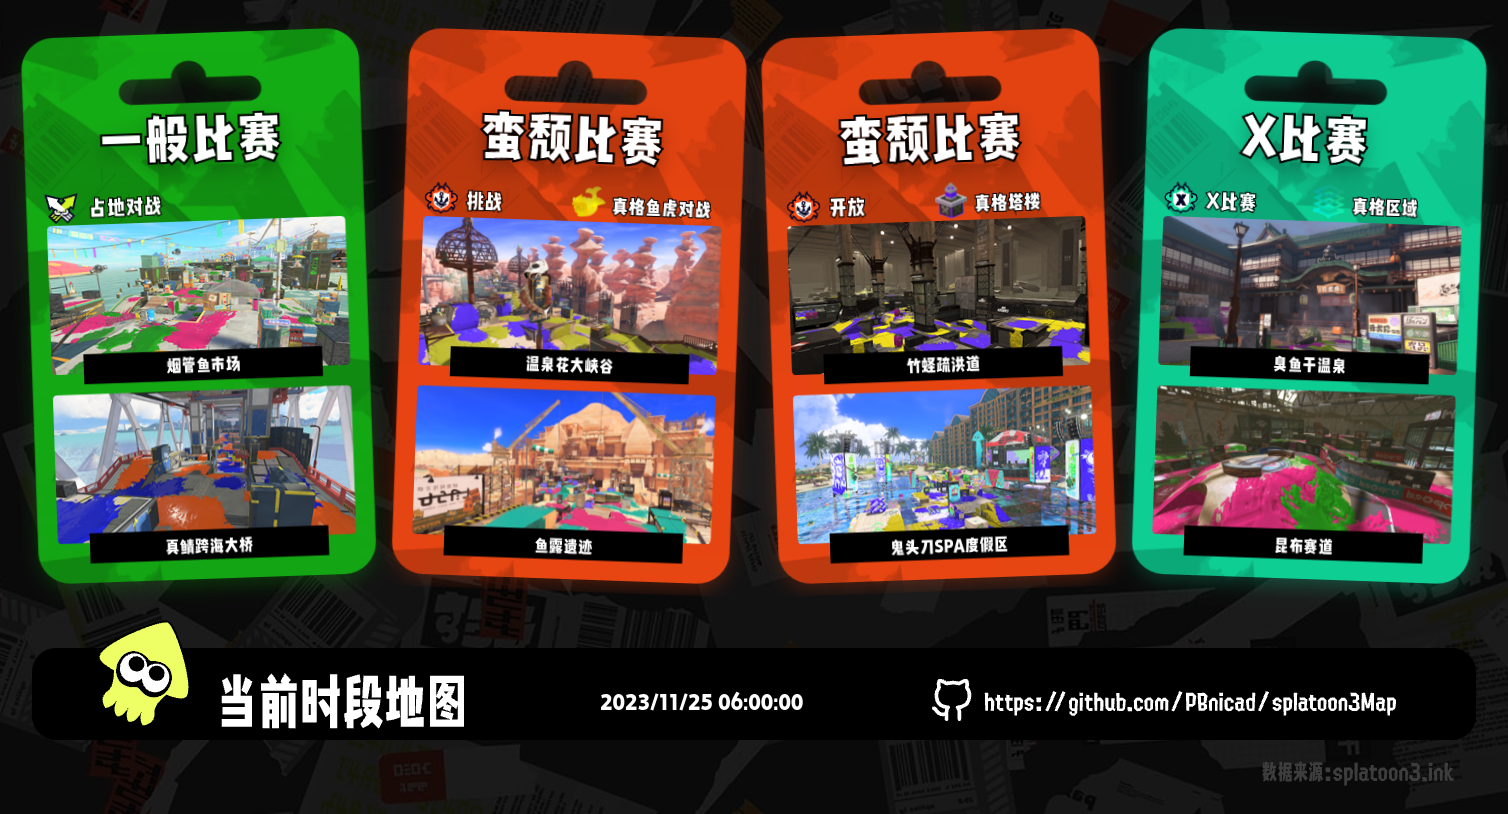 一般比赛
占地对战
烟管鱼市场
真鲭跨海大桥
蛮颓比赛
挑战
真格鱼虎对战
温泉花大峡谷
鱼露遗迹
蛮颓比赛
开放
真格塔楼
竹蛏疏洪道
鬼头刀SPA度假区
X比赛
X比赛
真格区域
臭鱼干温泉
昆布赛道
当前时段地图
2023/11/25 06:00:00
https://github.com/PBnicad/splatoon3Map
数据来源:splatoon3.ink